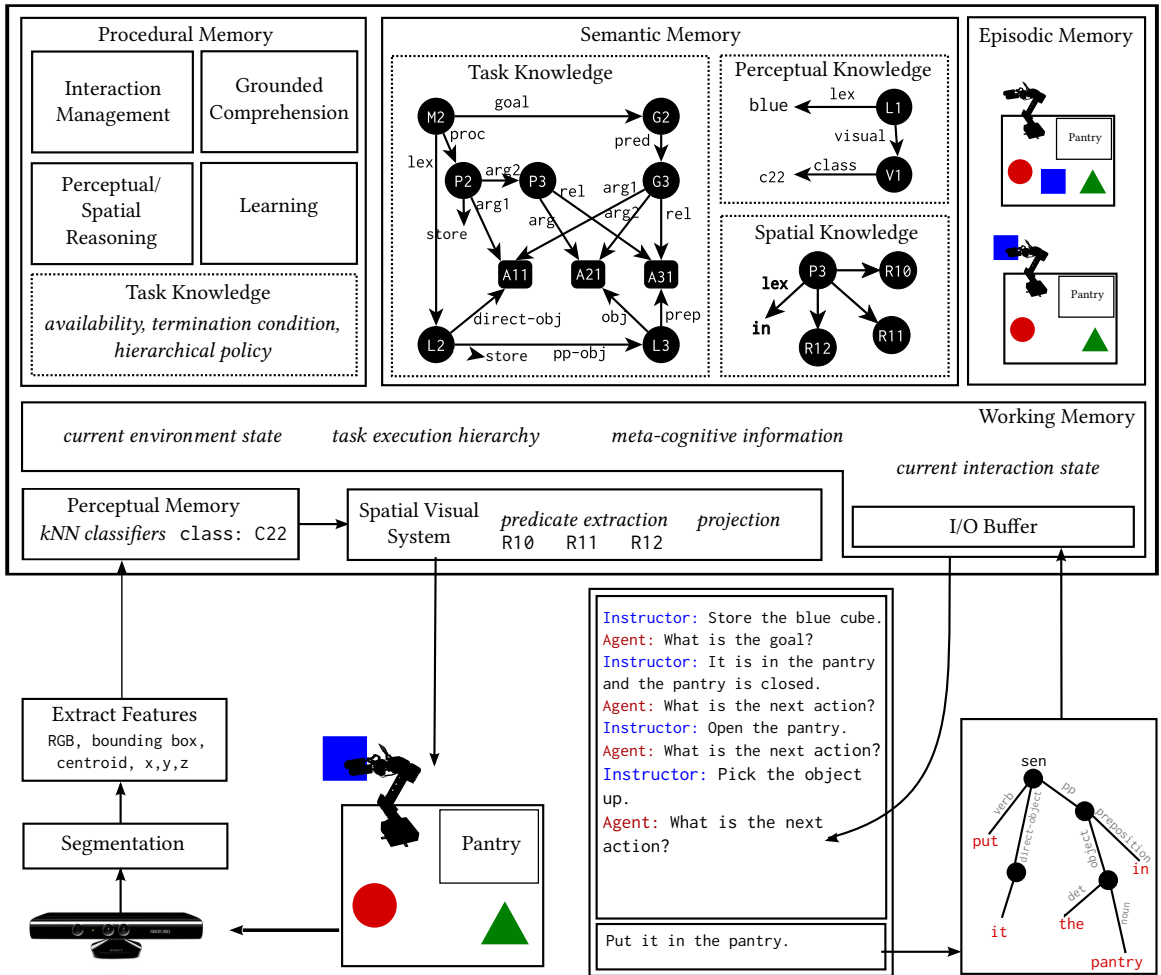 Procedural Memory
Interaction
Management
Grounded
Comprehension
Perceptual/
Spatial
Reasoning
Learning
Task Knowledge
availability, termination condition,
hierarchical policy
Semantic Memory
Task Knowledge
M2
goal
G2
proc
pred
lex
P2
arg2
P3
rel
arg1
G3
arg1
store
arg
arg2
rel
A11
A21
A31
direct-obj
obj
prep
L2
store
pp-obj
L3
Perceptual Knowledge
blue
lex
L1
visual
c22
class
V1
Spatial Knowledge
P3
R10
lex
in
R12
R11
Episodic Memory
Pantry
Pantry
Working Memory
current environment state
task execution hierarchy
meta-cognitive information
current interaction state
I/O Buffer
Perceptual Memory
kNN classifiers class: C22
Spatial Visual
System
predicate extraction
projection
R10 R11 R12
Extract Features
RGB, bounding box,
centroid, x,y,z
Segmentation
XBOX360
Pantry
Instructor: Store the blue cube.
Agent: What is the goal?
Instructor: It is in the pantry
and the pantry is closed.
Agent: What is the next action?
Instructor: Open the pantry.
Agent: What is the next action?
Instructor: Pick the object
up.
Agent: What is the next
action?
Put it in the pantry.
sen
verb
direct-object
pp
preposition
put
object
in
det
noun
it
the
pantry